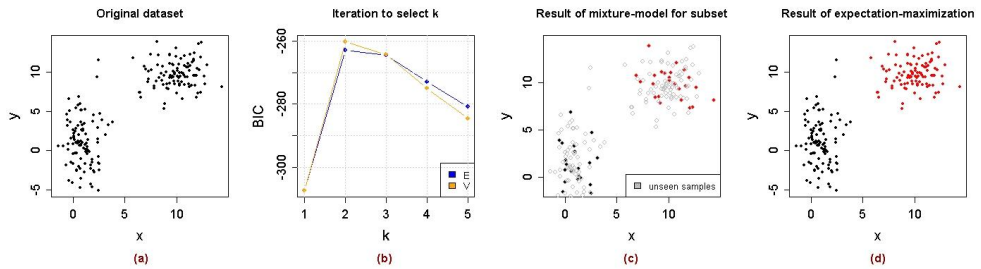 Original dataset
10
5
0
-5
y
0
5
10
x
(a)
Iteration to select k
-260
-280
-300
BIC
E
V
1
2
3
4
5
k
(b)
Result of mixture-model for subset
10
5
0
y
unseen samples
0
5
10
x
(c)
Result of expectation-maximization
10
5
0
-5
y
0
5
10
x
(d)